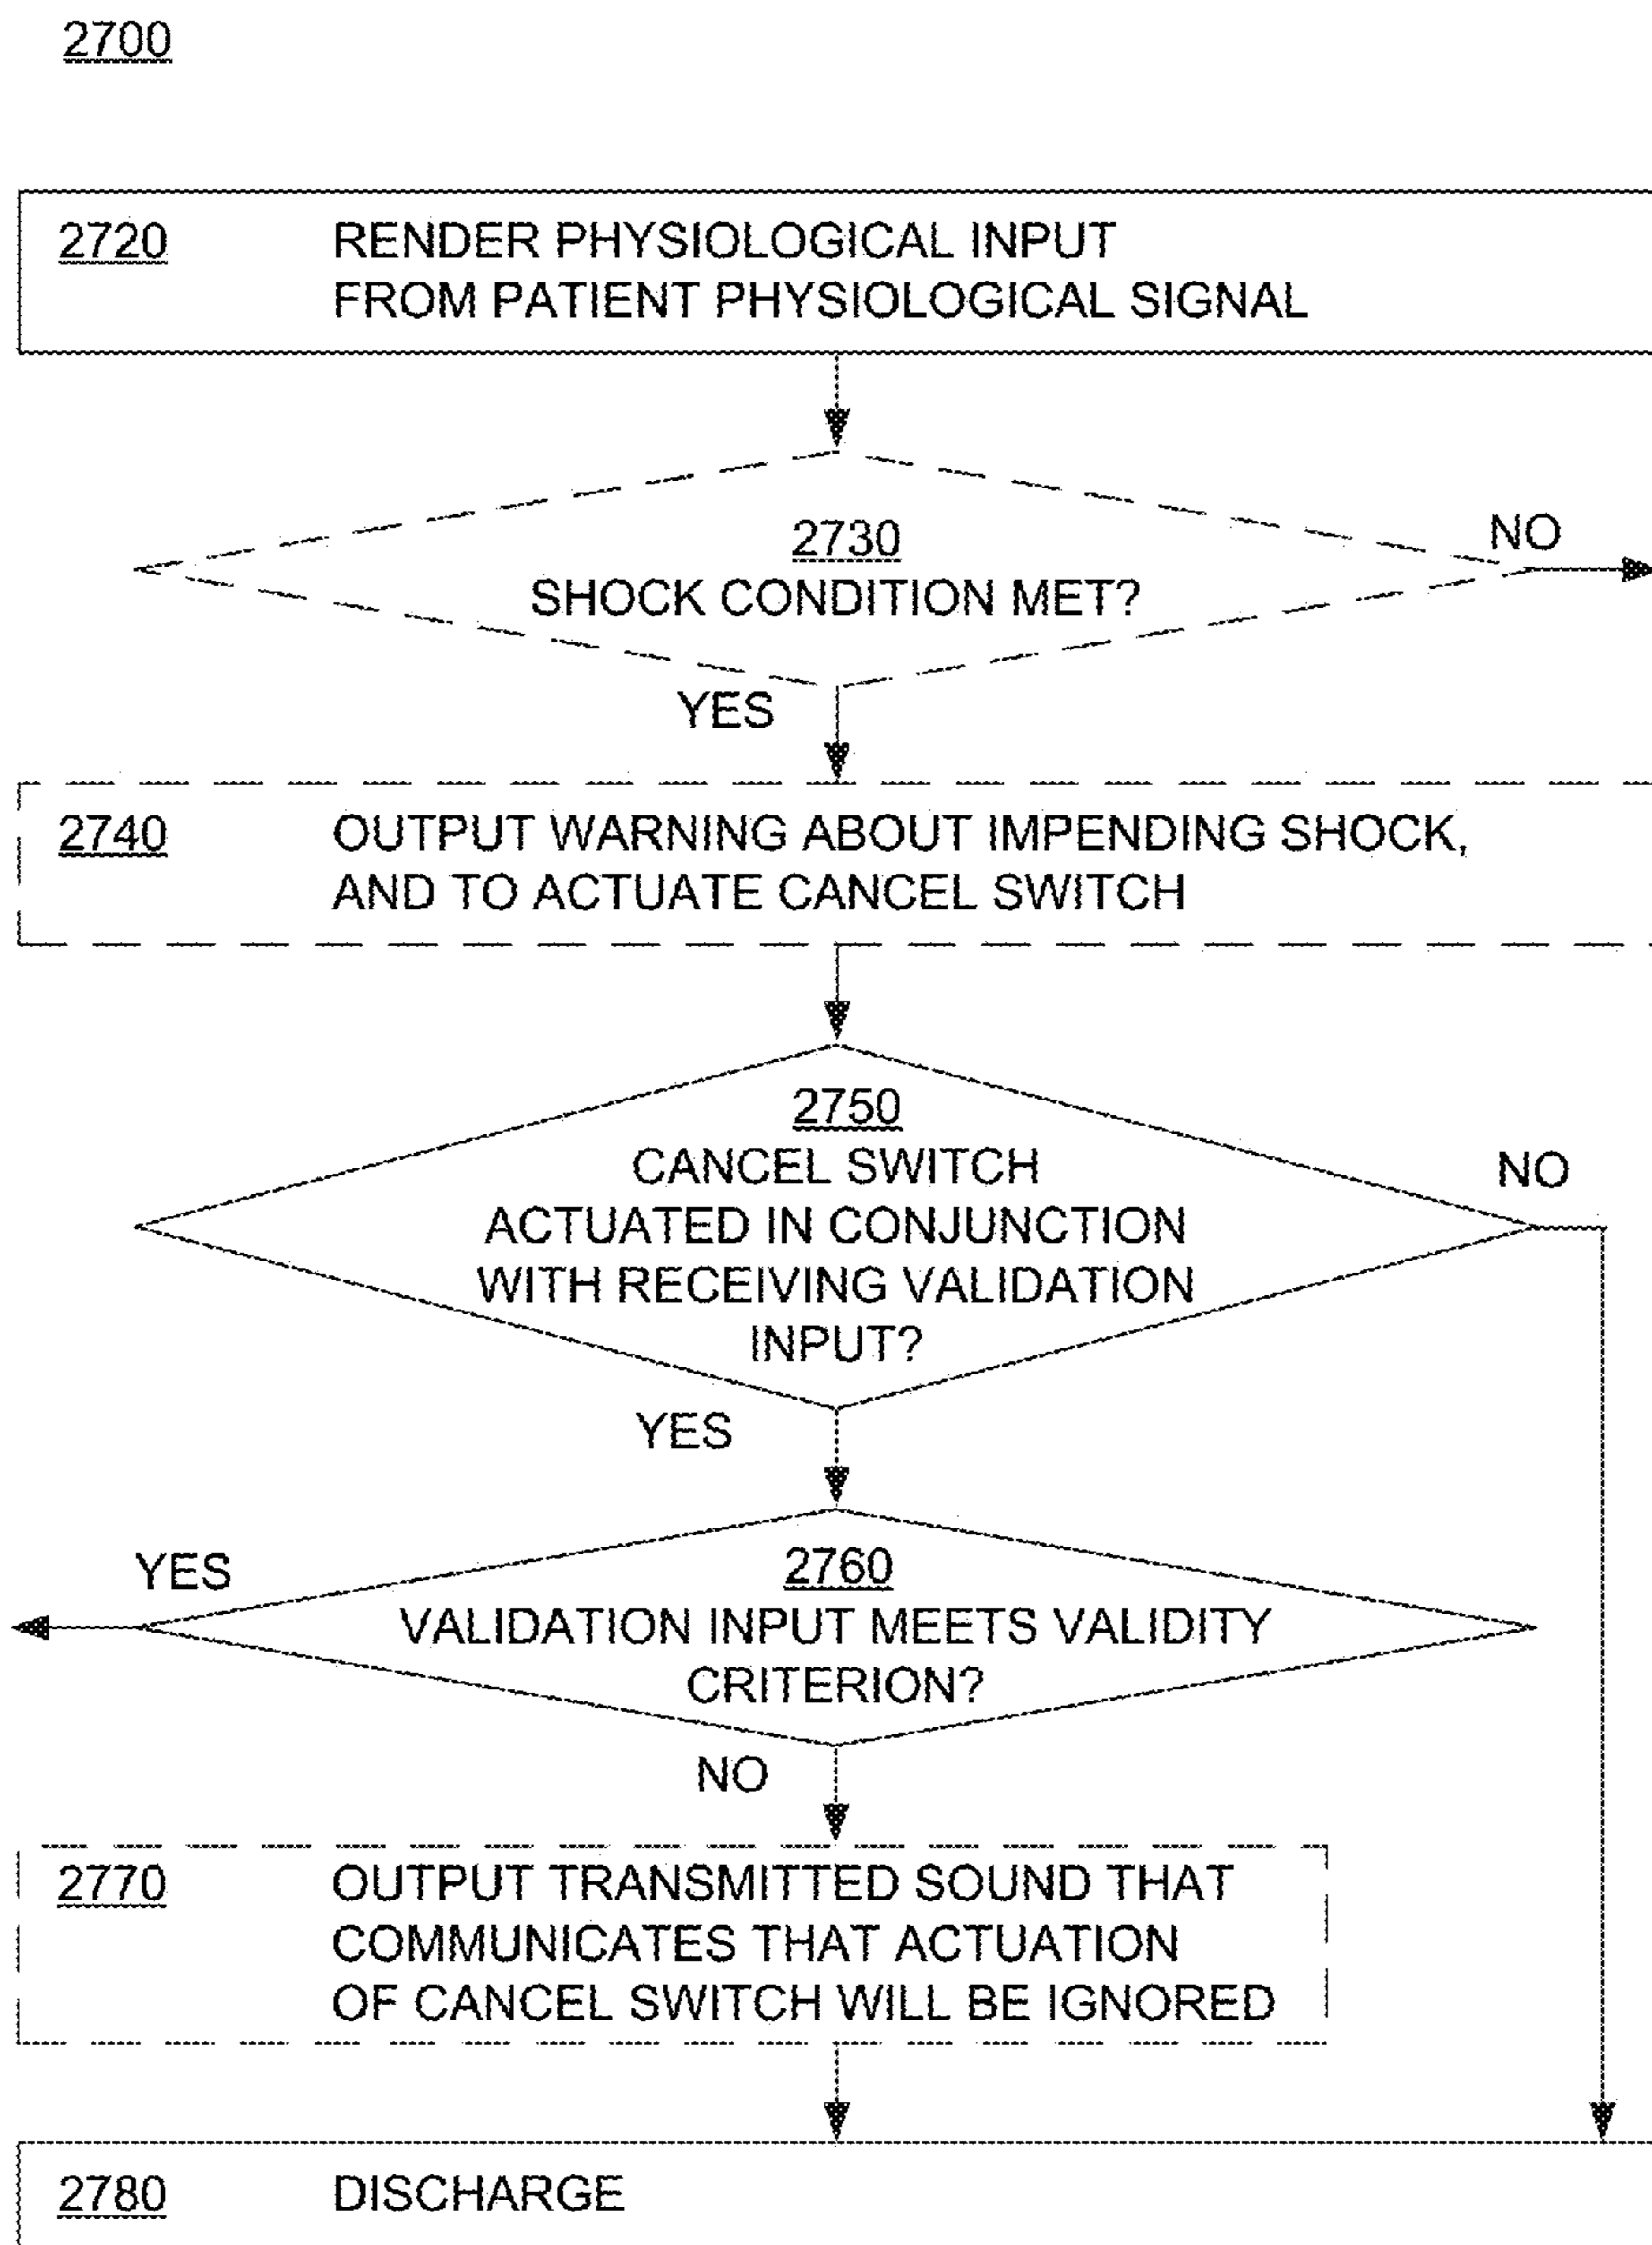 2700
2720 RENDER PHYSIOLOGICAL INPUT
FROM PATIENT PHYSIOLOGICAL SIGNAL
2730
NO
SHOCK CONDITION MET?
YES
2740 OUTPUT WARNING ABOUT IMPENDING SHOCK,
AND TO ACTUATE CANCEL SWITCH
2750
CANCEL SWITCH
NO
ACTUATED IN CONJUNCTION
WITH RECEIVING VALIDATION
INPUT?
YES
2760
YES
VALIDATION INPUT MEETS VALIDITY
CRITERION?
NO
2770 OUTPUT TRANSMITTED SOUND THAT
COMMUNICATES THAT ACTUATION
OF CANCEL SWITCH WILL BE IGNORED
2780 DISCHARGE